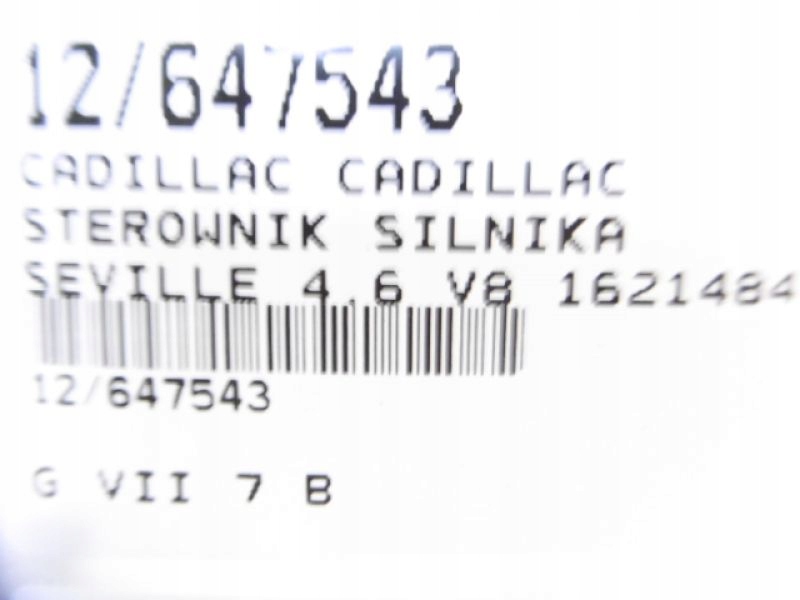 12/647543
CADILLAC CADILLAC
STEROWNIK SILNIKA
SEVILLE 4.6 V8 1621484
12/647543
G VII 7 B